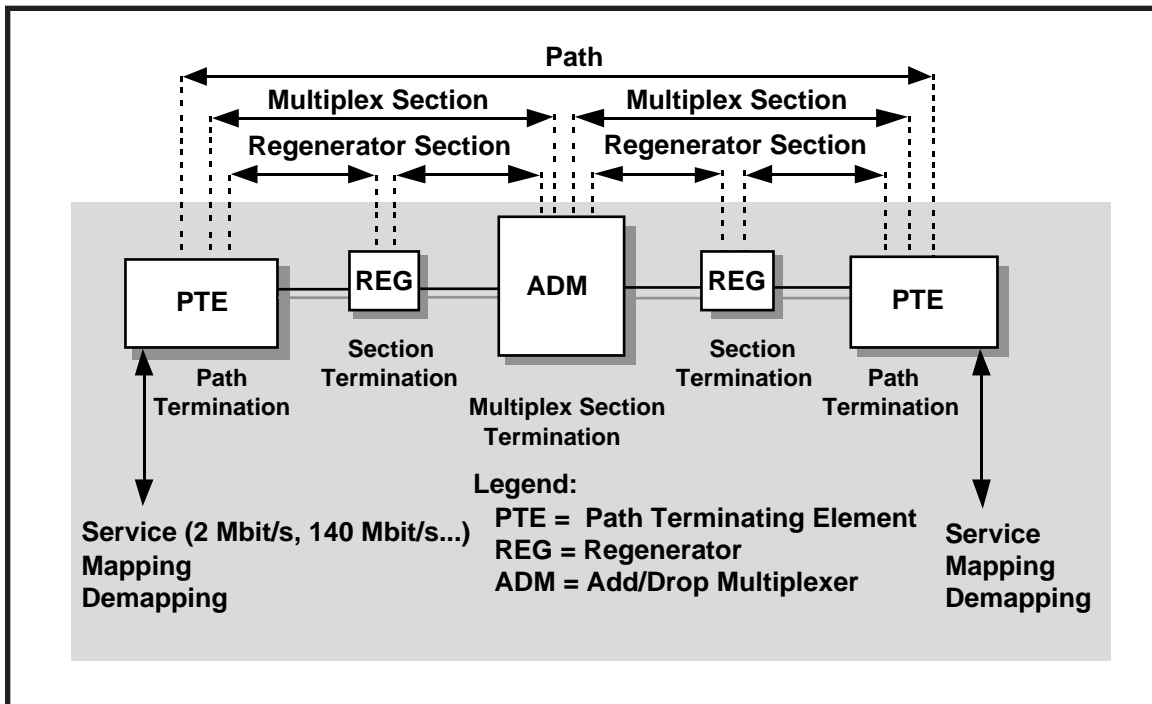 Path
Multiplex Section
Multiplex Section
Regenerator Section
Regenerator Section
PTE
REG
ADM
REG
PTE
Path
Termination
Section
Termination
Multiplex Section
Termination
Section
Termination
Path
Termination
Service (2 Mbit/s, 140 Mbit/s...)
Mapping
Demapping
Legend:
PTE = Path Terminating Element
REG = Regenerator
ADM = Add/Drop Multiplexer
Service
Mapping
Demapping